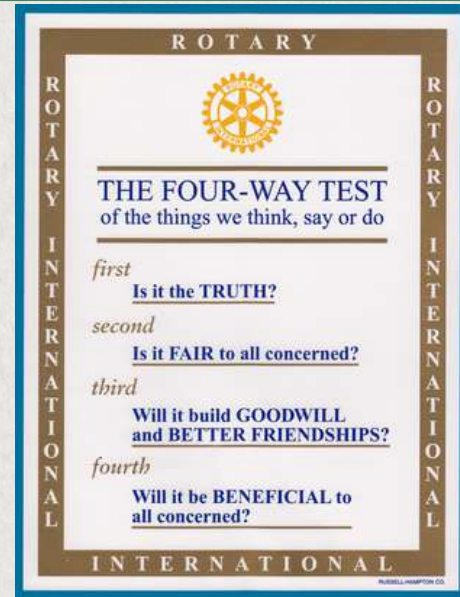 ROTARY
ROTARY INTERNATIONAL
ROTARY INTERNATIONAL
ROTARY
INTERNATIONAL
THE FOUR-WAY TEST
of the things we think, say or do
first
Is it the TRUTH?
second
Is it FAIR to all concerned?
third
Will it build GOODWILL
and BETTER FRIENDSHIPS?
fourth
Will it be BENEFICIAL to
all concerned?
INTERNATIONAL
RUSSELL-HAMPTON CO.